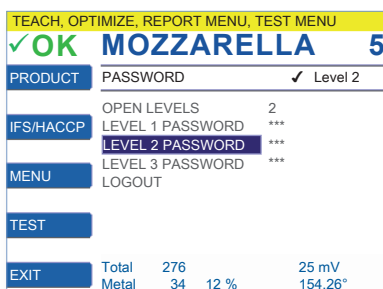 TEACH, OPTIMIZE, REPORT MENU, TEST MENU
✓OK MOZZARELLA 5
PRODUCT
PASSWORD ✓ Level 2
OPEN LEVELS 2
IFS/HACCP
LEVEL 1 PASSWORD ***
LEVEL 2 PASSWORD ***
LEVEL 3 PASSWORD ***
MENU
LOGOUT
TEST
EXIT
Total 276 25 mV
Metal 34 12 % 154,26°